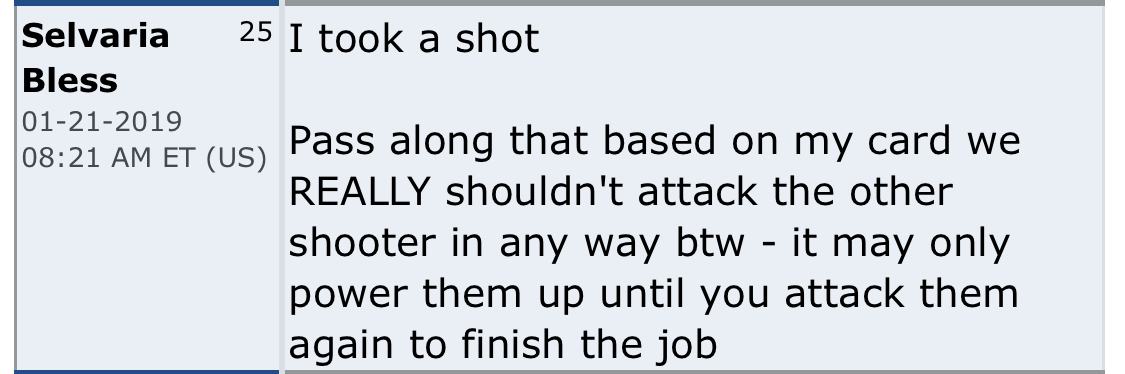 Selvaria 25
Bless
01-21-2019
08:21 AM ET (US)
I took a shot
Pass along that based on my card we
REALLY shouldn't attack the other
shooter in any way btw - it may only
power them up until you attack them
again to finish the job